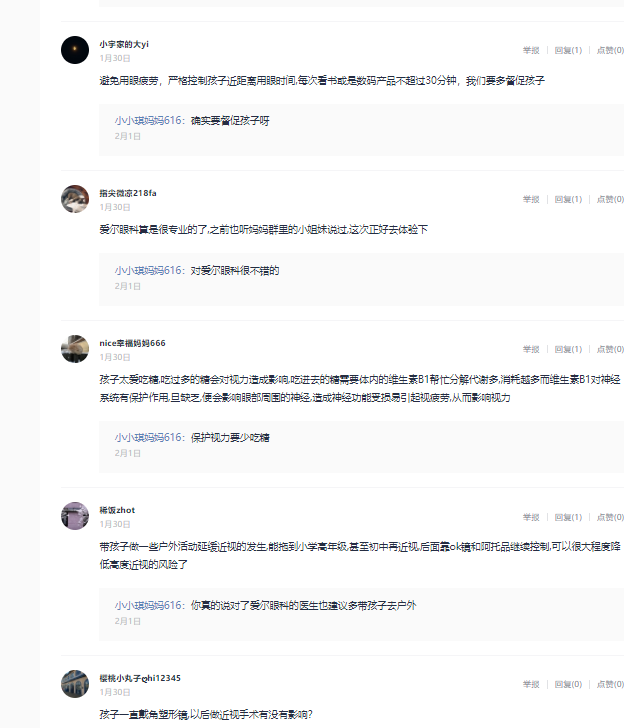 小宇家的大yi
举报 | 回复(1) | 点赞(0)
1月30日
避免用眼疲劳，严格控制孩子近距离用眼时间,每次看书或是数码产品不超过30分钟，我们要多督促孩子
小小琪妈妈616：确实要督促孩子呀
2月1日
指尖微凉218fa
举报 | 回复(1) | 点赞(0)
1月30日
爱尔眼科算是很专业的了,之前也听妈妈群里的小姐妹说过,这次正好去体验下
小小琪妈妈616：对爱尔眼科很不错的
2月1日
nice幸福妈妈666
举报 | 回复(1) | 点赞(0)
1月30日
孩子太爱吃糖,吃过多的糖会对视力造成影响,吃进去的糖需要体内的维生素B1帮忙分解代谢多,消耗越多而维生素B1对神经
系统有保护作用,旦缺乏,便会影响眼部周围的神经,造成神经功能受损易引起视疲劳,从而影响视力
小小琪妈妈616：保护视力要少吃糖
2月1日
稀饭zhot
举报 | 回复(1) | 点赞(0)
1月30日
带孩子做一些户外活动延缓近视的发生,能拖到小学高年级,甚至初中再近视,后面靠ok镜和阿托品继续控制,可以很大程度降
低高度近视的风险了
小小琪妈妈616：你真的说对了爱尔眼科的医生也建议多带孩子去户外
2月1日
樱桃小丸子ღhi12345
举报 | 回复(0) | 点赞(0)
1月30日
孩子一直戴角塑形镜,以后做近视手术有没有影响?